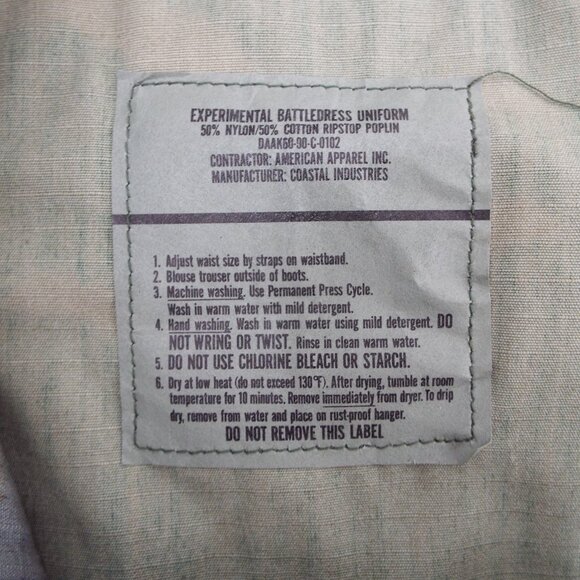 EXPERIMENTAL BATTLEDRESS UNIFORM
50% NYLON/50% COTTON RIPSTOP POPLIN
DAAK60-90-C-0102
CONTRACTOR: AMERICAN APPAREL INC.
MANUFACTURER: COASTAL INDUSTRIES
1. Adjust waist size by straps on waistband.
2. Blouse trouser outside of boots.
3. Machine washing. Use Permanent Press Cycle.
Wash in warm water with mild detergent.
4. Hand washing. Wash in warm water using mild detergent. DO
NOT WRING OR TWIST. Rinse in clean warm water.
5. DO NOT USE CHLORINE BLEACH OR STARCH.
6. Dry at low heat (do not exceed 130°F). After drying, tumble at room
temperature for 10 minutes. Remove immediately from dryer. To drip
dry, remove from water and place on rust-proof hanger.
DO NOT REMOVE THIS LABEL